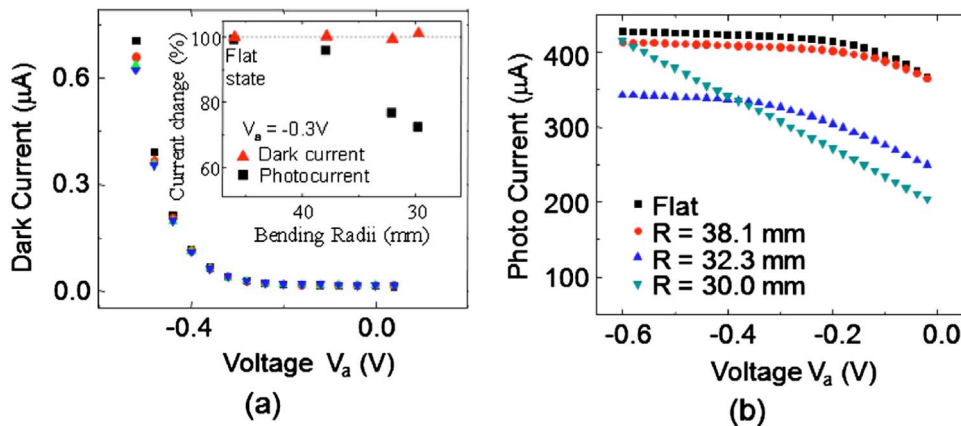 Dark Current (µA)
0.6
0.3
0.0
-0.4
0.0
Voltage Vₐ (V)
(a)
Current change (%)
100
80
60
Flat
state
Vₐ = -0.3V
Dark current
Photocurrent
40
30
Bending Radii (mm)
Photo Current (µA)
400
300
200
100
Flat
R = 38.1 mm
R = 32.3 mm
R = 30.0 mm
-0.6
-0.4
-0.2
0.0
Voltage Vₐ (V)
(b)